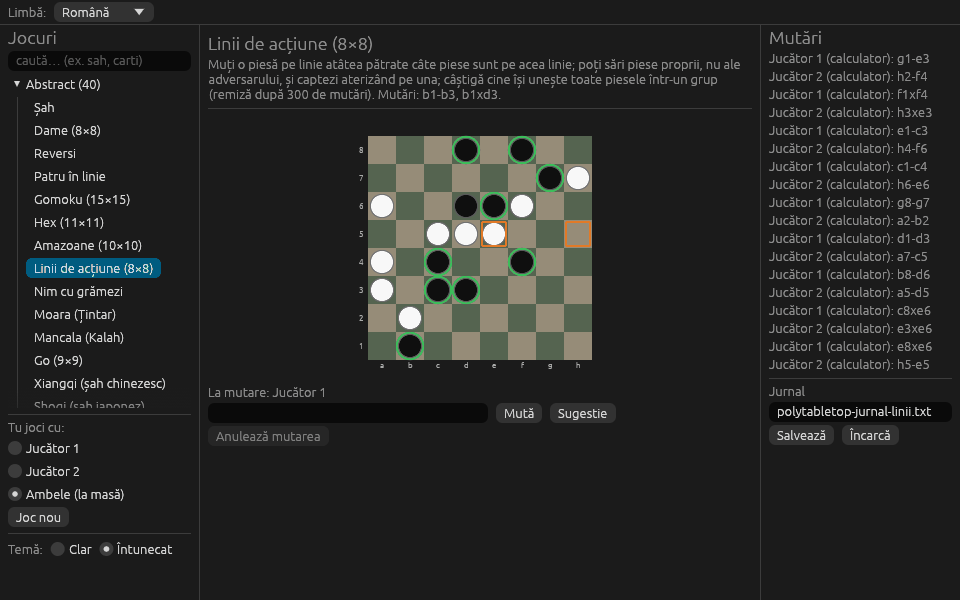 Limbă: Română
Jocuri
caută... (ex. sah, carti)
Abstract (40)
Șah
Dame (8×8)
Reversi
Patru în linie
Gomoku (15×15)
Hex (11×11)
Amazoane (10×10)
Linii de acțiune (8×8)
Nim cu grămezi
Moara (Țintar)
Mancala (Kalah)
Go (9×9)
Xiangqi (șah chinezesc)
Shogi (șah japonez)
Tu joci cu:
Jucător 1
Jucător 2
Ambele (la masă)
Joc nou
Temă: Clar Întunecat
Linii de acțiune (8×8)
Muți o piesă pe linie atâtea pătrate câte piese sunt pe acea linie; poți sări piese proprii, nu ale
adversarului, și captezi aterizând pe una; câștigă cine își unește toate piesele într-un grup
(remiză după 300 de mutări). Mutări: b1-b3, b1xd3.
8
7
6
5
4
3
2
1
a b c d e f g h
La mutare: Jucător 1
Mută Sugestie
Anulează mutarea
Mutări
Jucător 1 (calculator): g1-e3
Jucător 2 (calculator): h2-f4
Jucător 1 (calculator): f1xf4
Jucător 2 (calculator): h3xe3
Jucător 1 (calculator): e1-c3
Jucător 2 (calculator): h4-f6
Jucător 1 (calculator): c1-c4
Jucător 2 (calculator): h6-e6
Jucător 1 (calculator): g8-g7
Jucător 2 (calculator): a2-b2
Jucător 1 (calculator): d1-d3
Jucător 2 (calculator): a7-c5
Jucător 1 (calculator): b8-d6
Jucător 2 (calculator): a5-d5
Jucător 1 (calculator): c8xe6
Jucător 2 (calculator): e3xe6
Jucător 1 (calculator): e8xe6
Jucător 2 (calculator): h5-e5
Jurnal
polytabletop-jurnal-linii.txt
Salvează Încarcă